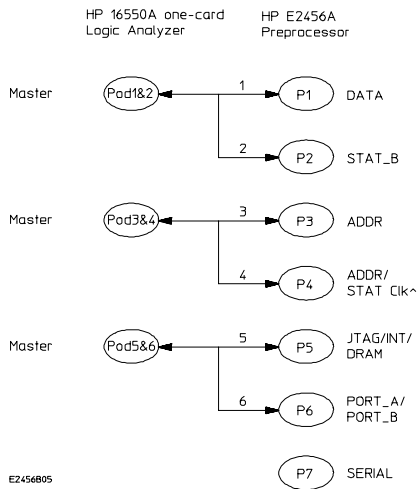 HP 16550A one-card
Logic Analyzer
HP E2456A
Preprocessor
Master
Pod1&2
1
P1
DATA
2
P2
STAT_B
Master
Pod3&4
3
P3
ADDR
4
P4
ADDR/
STAT Clk^
Master
Pod5&6
5
P5
JTAG/INT/
DRAM
6
P6
PORT_A/
PORT_B
P7
SERIAL
E2456B05